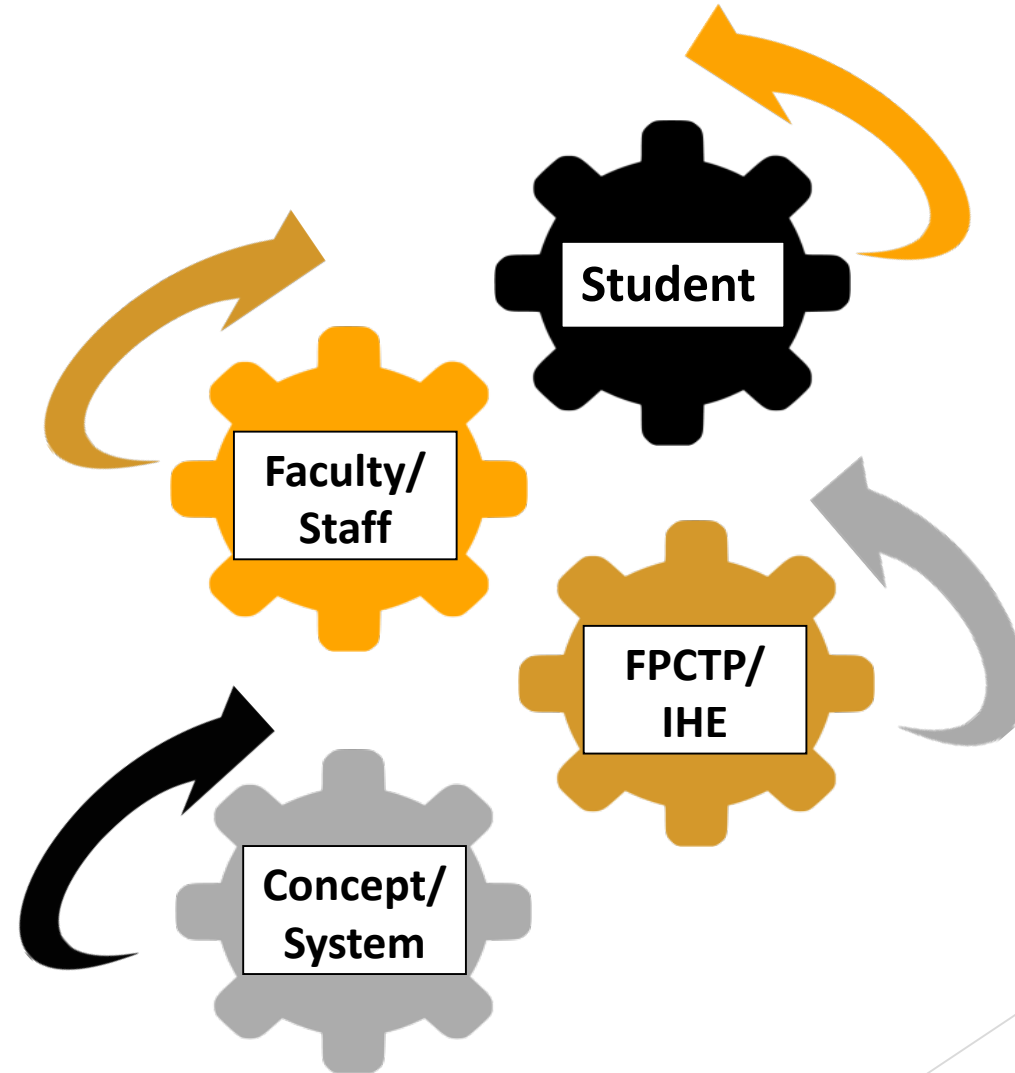 Student
Faculty/
Staff
FPCTP/
IHE
Concept/
System